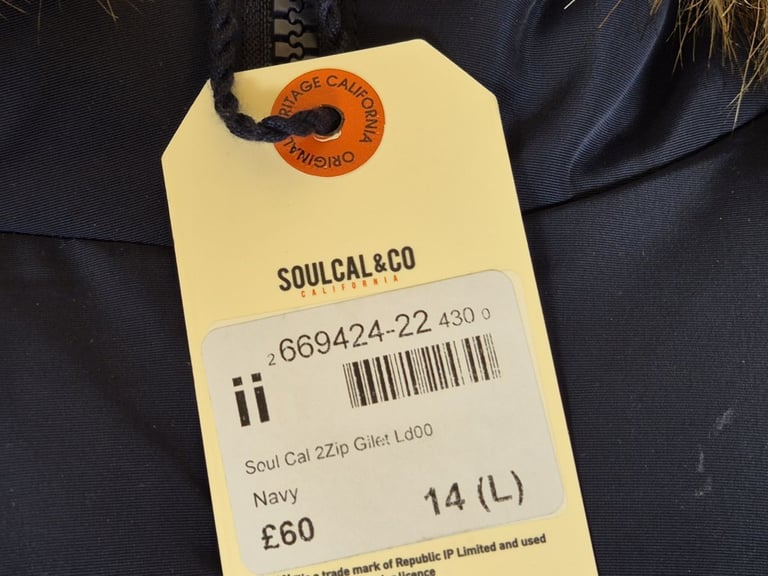 ORIGINAL HERITAGE CALIFORNIA
SOULCAL&CO
CALIFORNIA
2 669424-22 430 0
ii
Soul Cal 2Zip Gilet Ld00
Navy
£60 14 (L)
trade mark of Republic IP Limited and used
licence